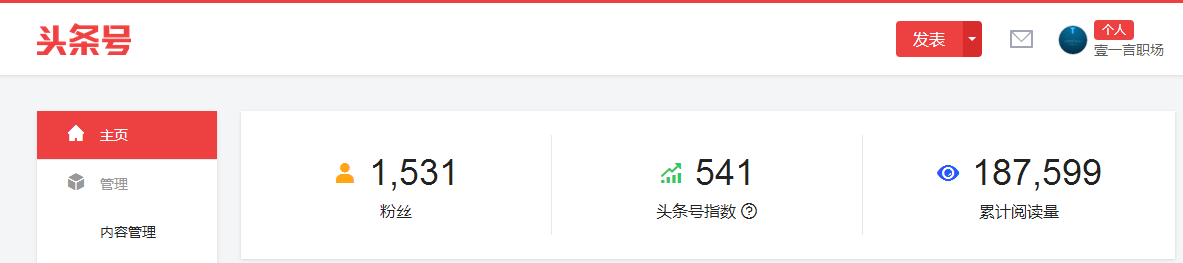 头条号
发表
个人
壹一言职场
主页
管理
内容管理
1,531
粉丝
541
头条号指数
187,599
累计阅读量